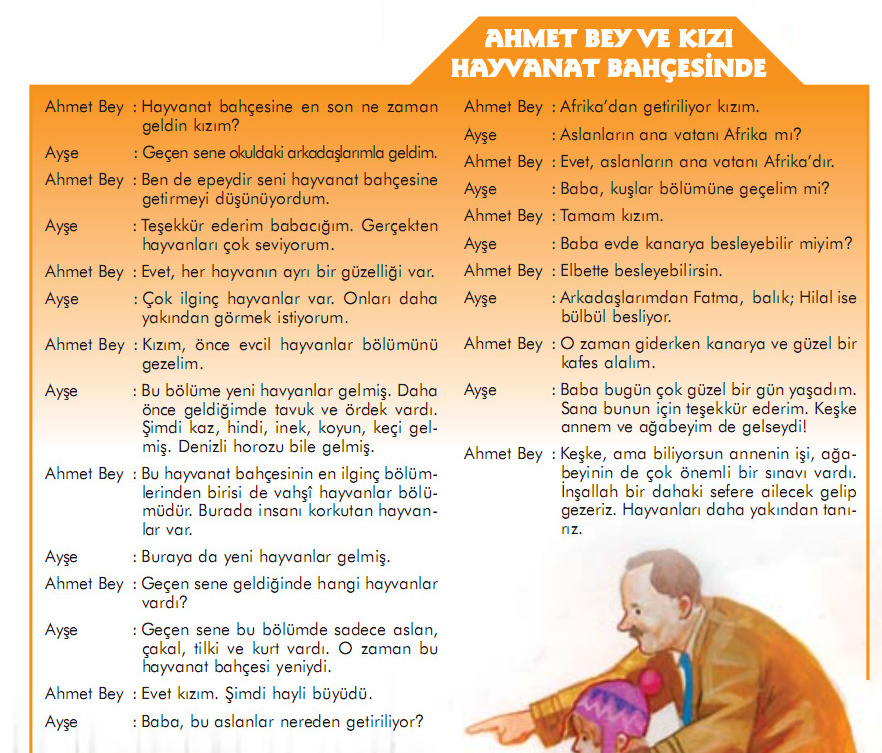 AHMET BEY VE KIZI
HAYVANAT BAHÇESİNDE
Ahmet Bey : Hayvanat bahçesine en son ne zaman
geldin kızım?
Ayşe : Geçen sene okuldaki arkadaşlarımla geldim.
Ahmet Bey : Ben de epeydir seni hayvanat bahçesine
getirmeyi düşünüyordum.
Ayşe : Teşekkür ederim babacığım. Gerçekten
hayvanları çok seviyorum.
Ahmet Bey : Evet, her hayvanın ayrı bir güzelliği var.
Ayşe : Çok ilginç hayvanlar var. Onları daha
yakından görmek istiyorum.
Ahmet Bey : Kızım, önce evcil hayvanlar bölümünü
gezelim.
Ayşe : Bu bölüme yeni havyanlar gelmiş. Daha
önce geldiğimde tavuk ve ördek vardı.
Şimdi kaz, hindi, inek, koyun, keçi gel-
miş. Denizli horozu bile gelmiş.
Ahmet Bey : Bu hayvanat bahçesinin en ilginç bölüm-
lerinden birisi de vahşî hayvanlar bölü-
müdür. Burada insanı korkutan hayvan-
lar var.
Ayşe : Buraya da yeni hayvanlar gelmiş.
Ahmet Bey : Geçen sene geldiğinde hangi hayvanlar
vardı?
Ayşe : Geçen sene bu bölümde sadece aslan,
çakal, tilki ve kurt vardı. O zaman bu
hayvanat bahçesi yeniydi.
Ahmet Bey : Evet kızım. Şimdi hayli büyüdü.
Ayşe : Baba, bu aslanlar nereden getiriliyor?
Ahmet Bey : Afrika'dan getiriliyor kızım.
Ayşe : Aslanların ana vatanı Afrika mı?
Ahmet Bey : Evet, aslanların ana vatanı Afrika'dır.
Ayşe : Baba, kuşlar bölümüne geçelim mi?
Ahmet Bey : Tamam kızım.
Ayşe : Baba evde kanarya besleyebilir miyim?
Ahmet Bey : Elbette besleyebilirsin.
Ayşe : Arkadaşlarımdan Fatma, balık; Hilal ise
bülbül besliyor.
Ahmet Bey : O zaman giderken kanarya ve güzel bir
kafes alalım.
Ayşe : Baba bugün çok güzel bir gün yaşadım.
Sana bunun için teşekkür ederim. Keşke
annem ve ağabeyim de gelseydi!
Ahmet Bey : Keşke, ama biliyorsun annenin işi, ağa-
beyinin de çok önemli bir sınavı vardı.
İnşallah bir dahaki sefere ailecek gelip
gezeriz. Hayvanları daha yakından tanı-
rız.